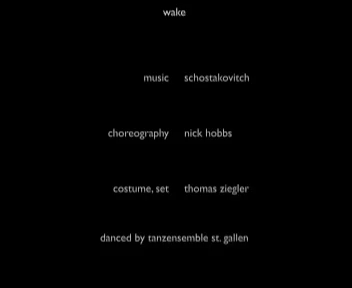 wake
music schostakovitch
choreography nick hobbs
costume, set thomas ziegler
danced by tanzensemble st. gallen